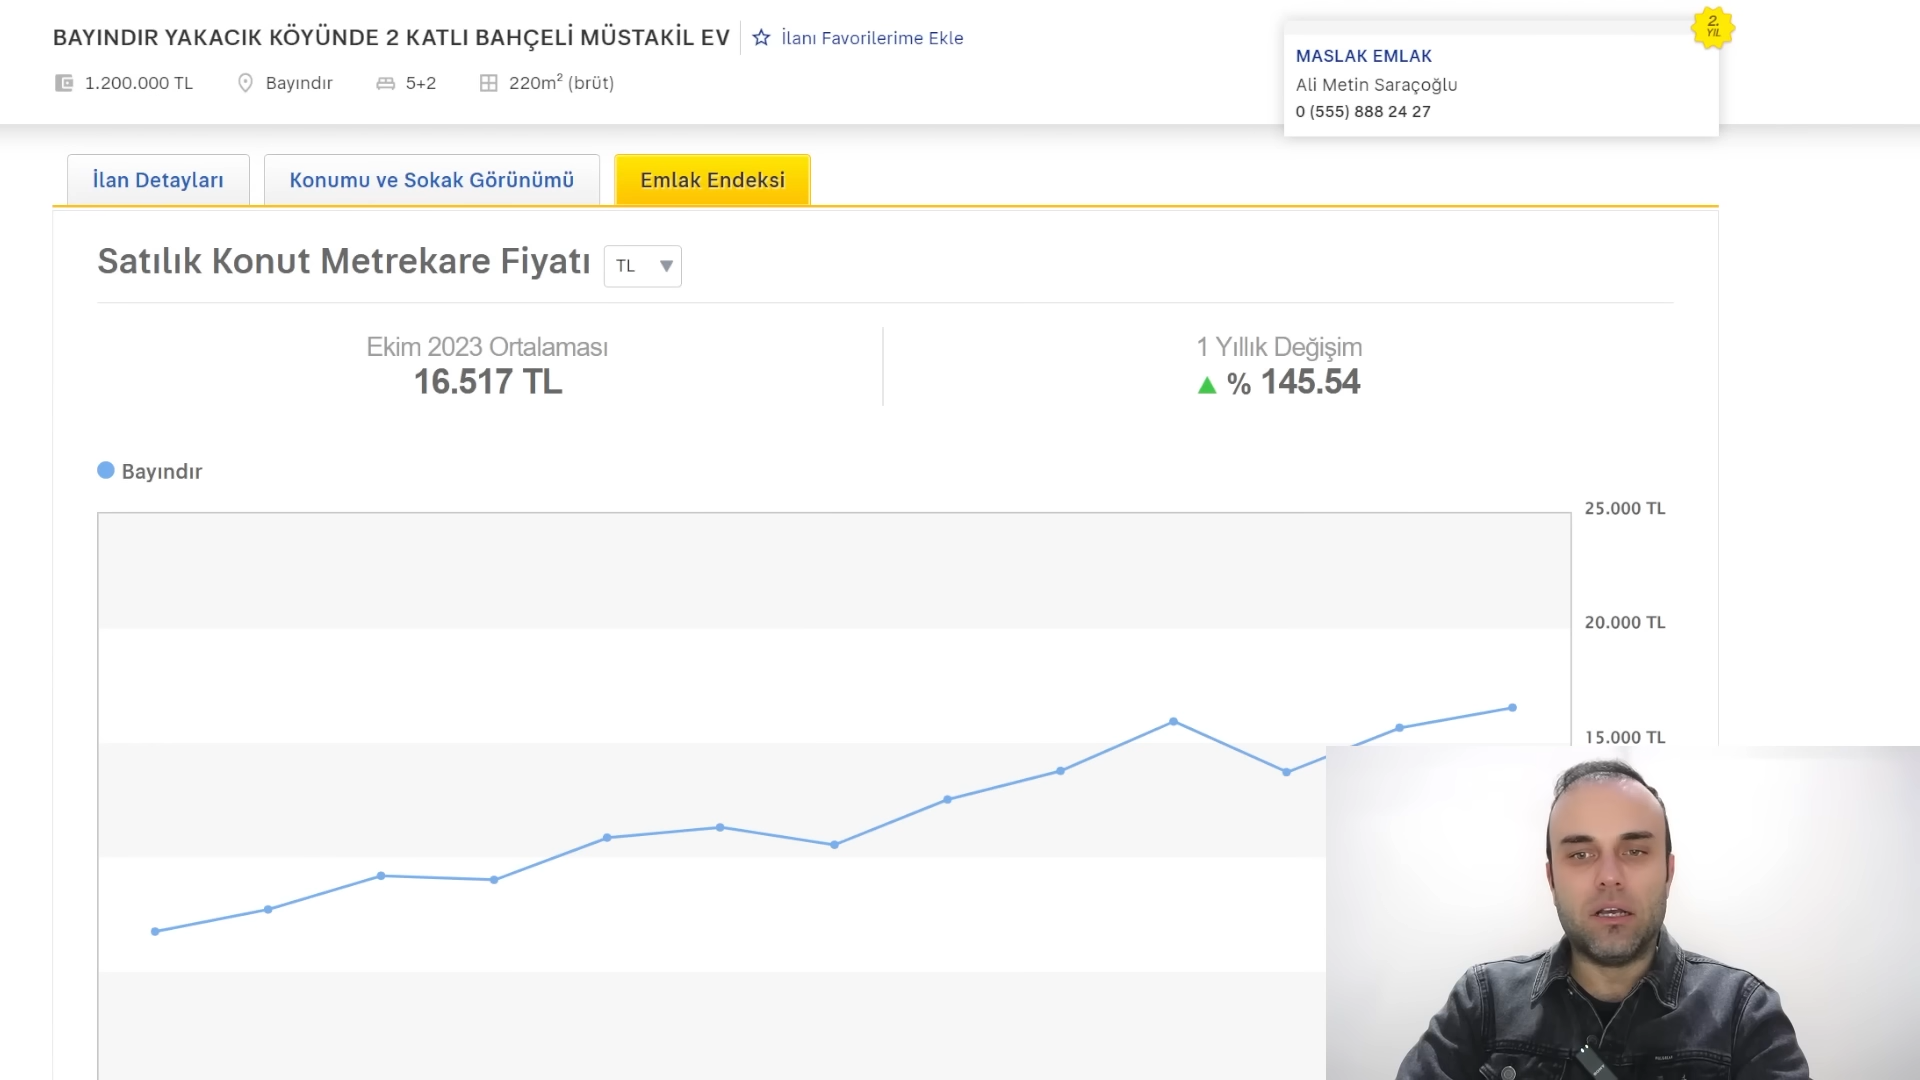 BAYINDIR YAKACIK KÖYÜNDE 2 KATLI BAHÇELİ MÜSTAKİL EV
İlanı Favorilerime Ekle
1.200.000 TL
Bayındır
5+2
220m² (brüt)
2. YIL
MASLAK EMLAK
Ali Metin Saraçoğlu
0 (555) 888 24 27
İlan Detayları
Konumu ve Sokak Görünümü
Emlak Endeksi
Satılık Konut Metrekare Fiyatı
TL
Ekim 2023 Ortalaması
16.517 TL
1 Yıllık Değişim
% 145.54
Bayındır
25.000 TL
20.000 TL
15.000 TL